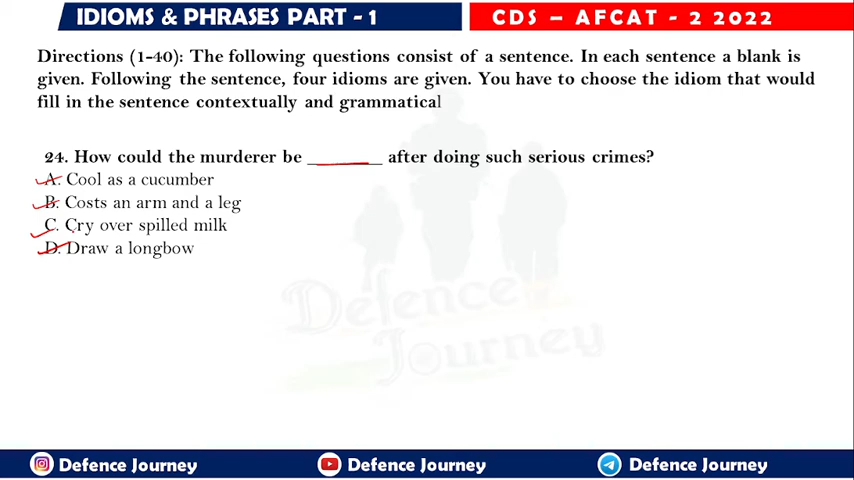 IDIOMS & PHRASES PART - 1
CDS – AFCAT - 2 2022
Directions (1-40): The following questions consist of a sentence. In each sentence a blank is
given. Following the sentence, four idioms are given. You have to choose the idiom that would
fill in the sentence contextually and grammatical
24. How could the murderer be ________ after doing such serious crimes?
A. Cool as a cucumber
B. Costs an arm and a leg
C. Cry over spilled milk
D. Draw a longbow
Defence
Journey
Defence Journey
Defence Journey
Defence Journey